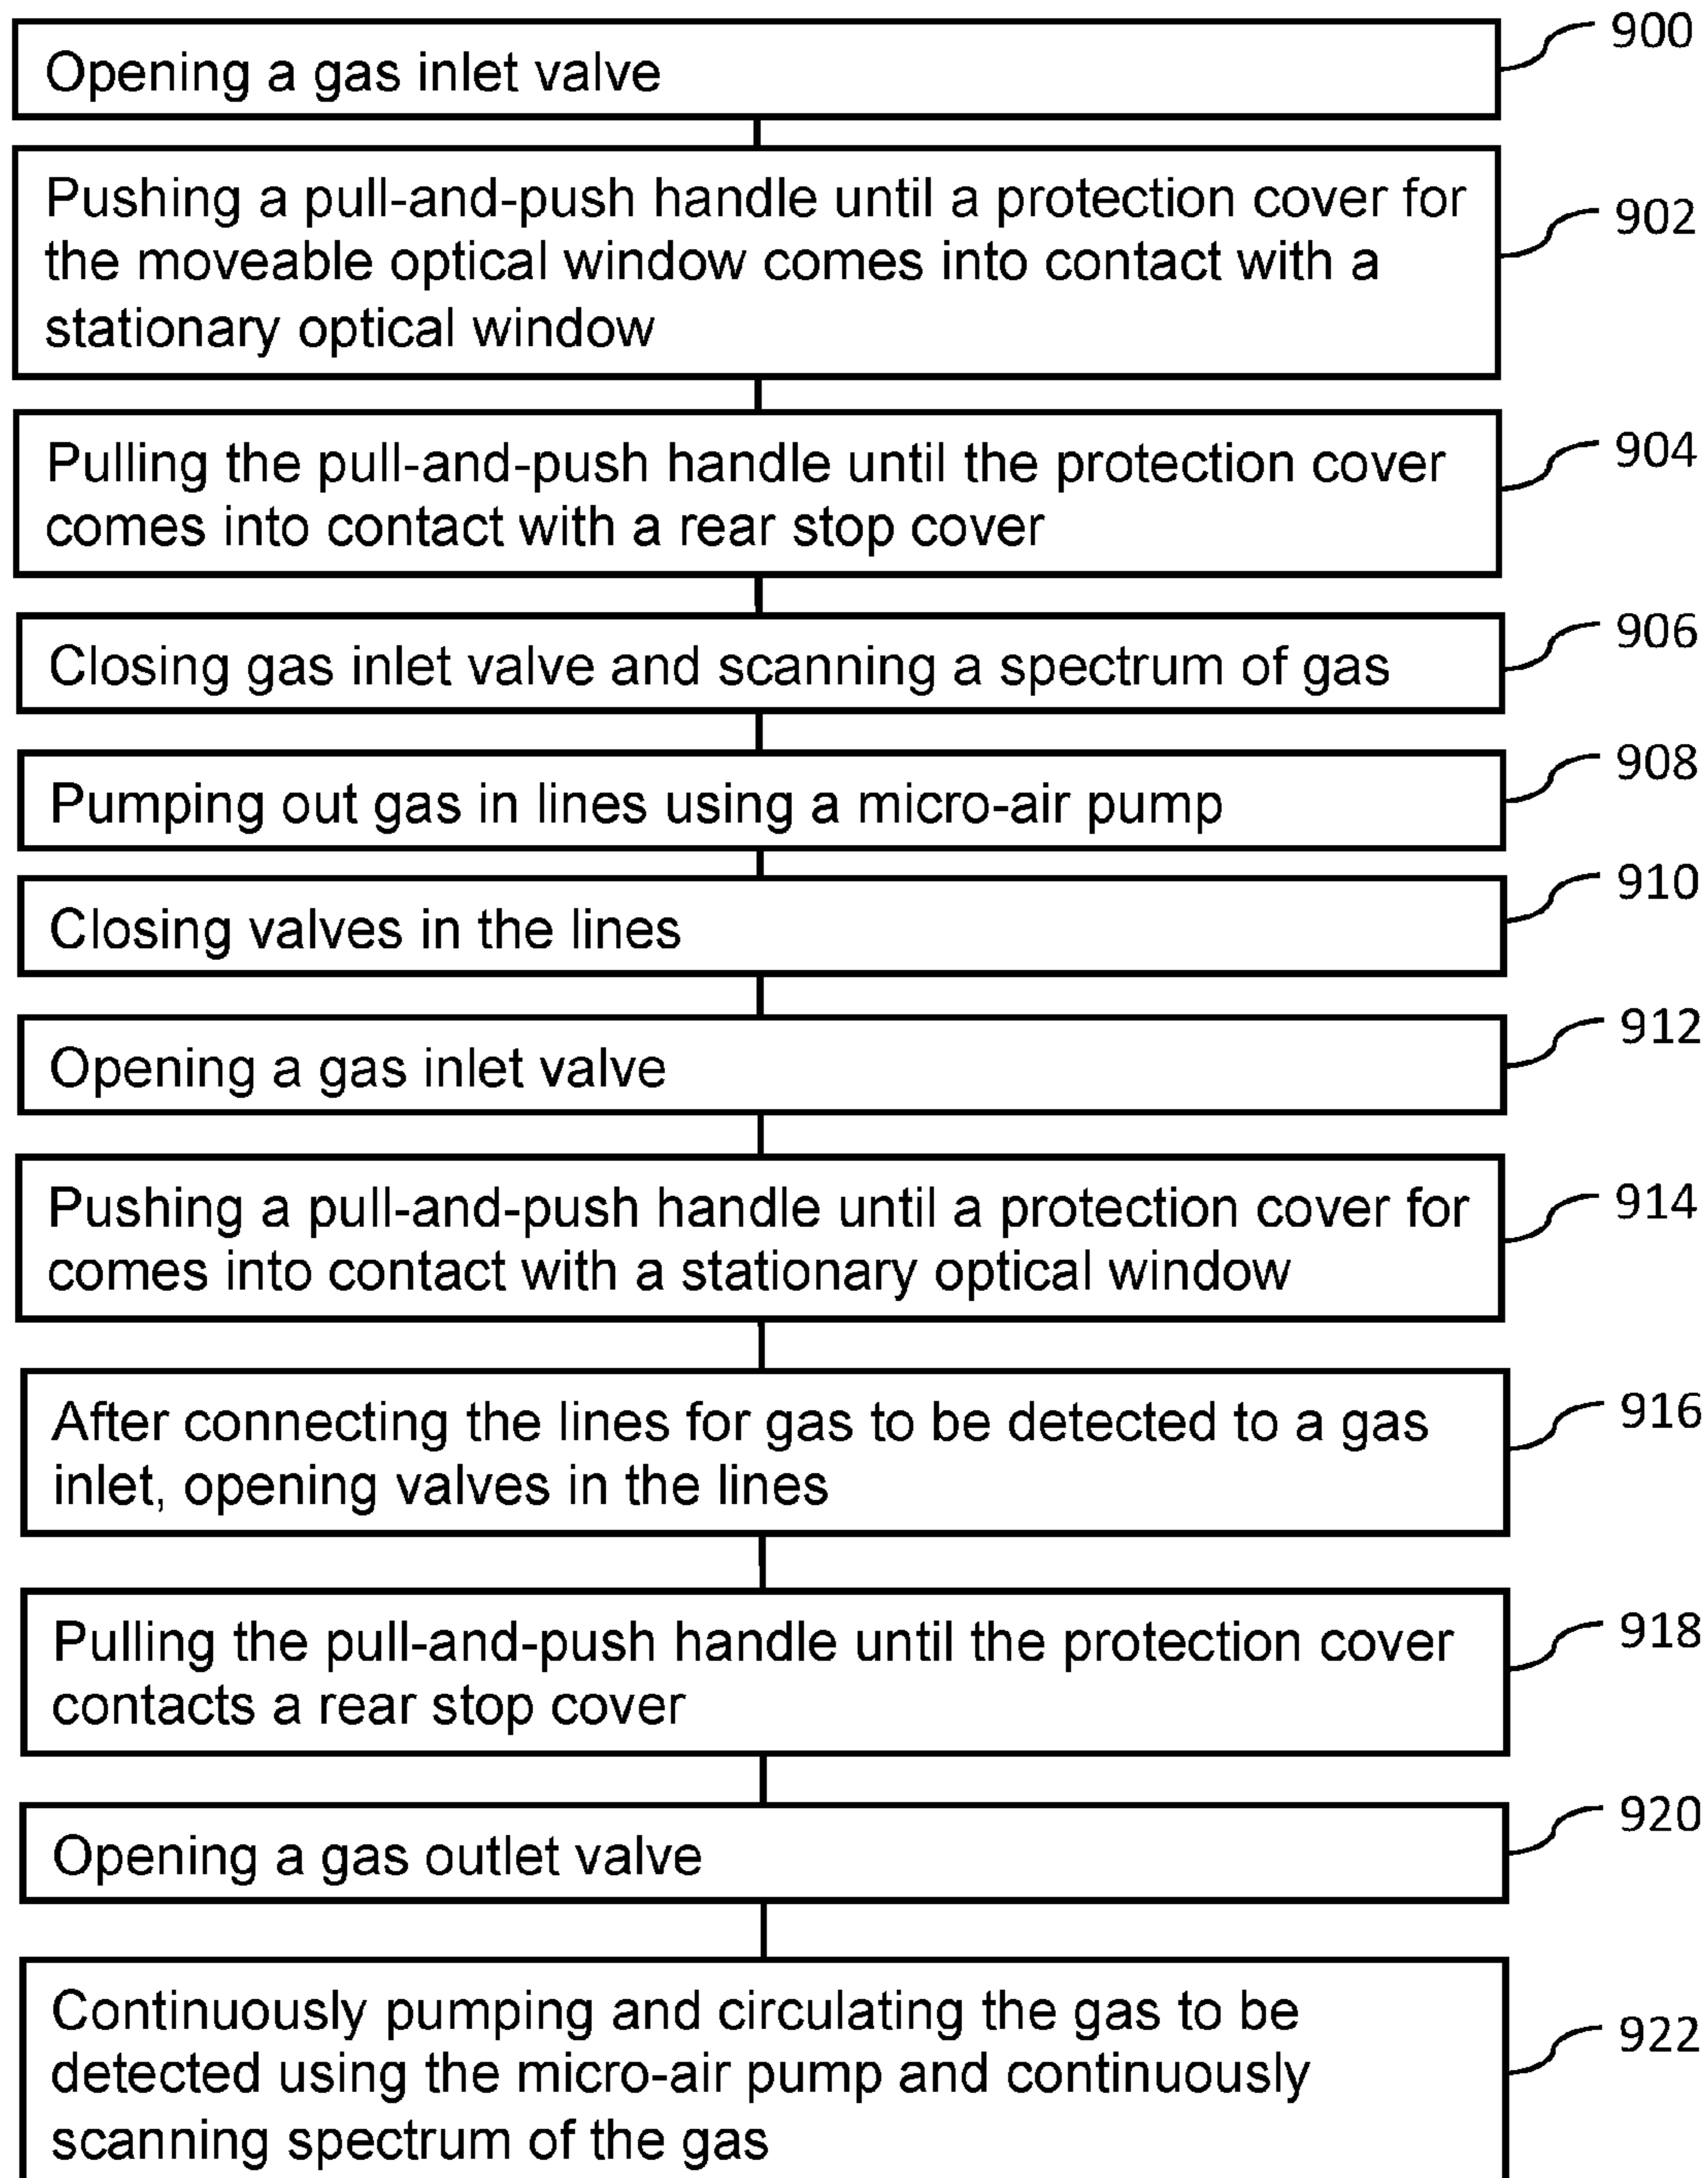 Opening a gas inlet valve
900
Pushing a pull-and-push handle until a protection cover for
the moveable optical window comes into contact with a
stationary optical window
902
Pulling the pull-and-push handle until the protection cover
comes into contact with a rear stop cover
904
Closing gas inlet valve and scanning a spectrum of gas
906
Pumping out gas in lines using a micro-air pump
908
Closing valves in the lines
910
Opening a gas inlet valve
912
Pushing a pull-and-push handle until a protection cover for
comes into contact with a stationary optical window
914
After connecting the lines for gas to be detected to a gas
inlet, opening valves in the lines
916
Pulling the pull-and-push handle until the protection cover
contacts a rear stop cover
918
Opening a gas outlet valve
920
Continuously pumping and circulating the gas to be
detected using the micro-air pump and continuously
scanning spectrum of the gas
922